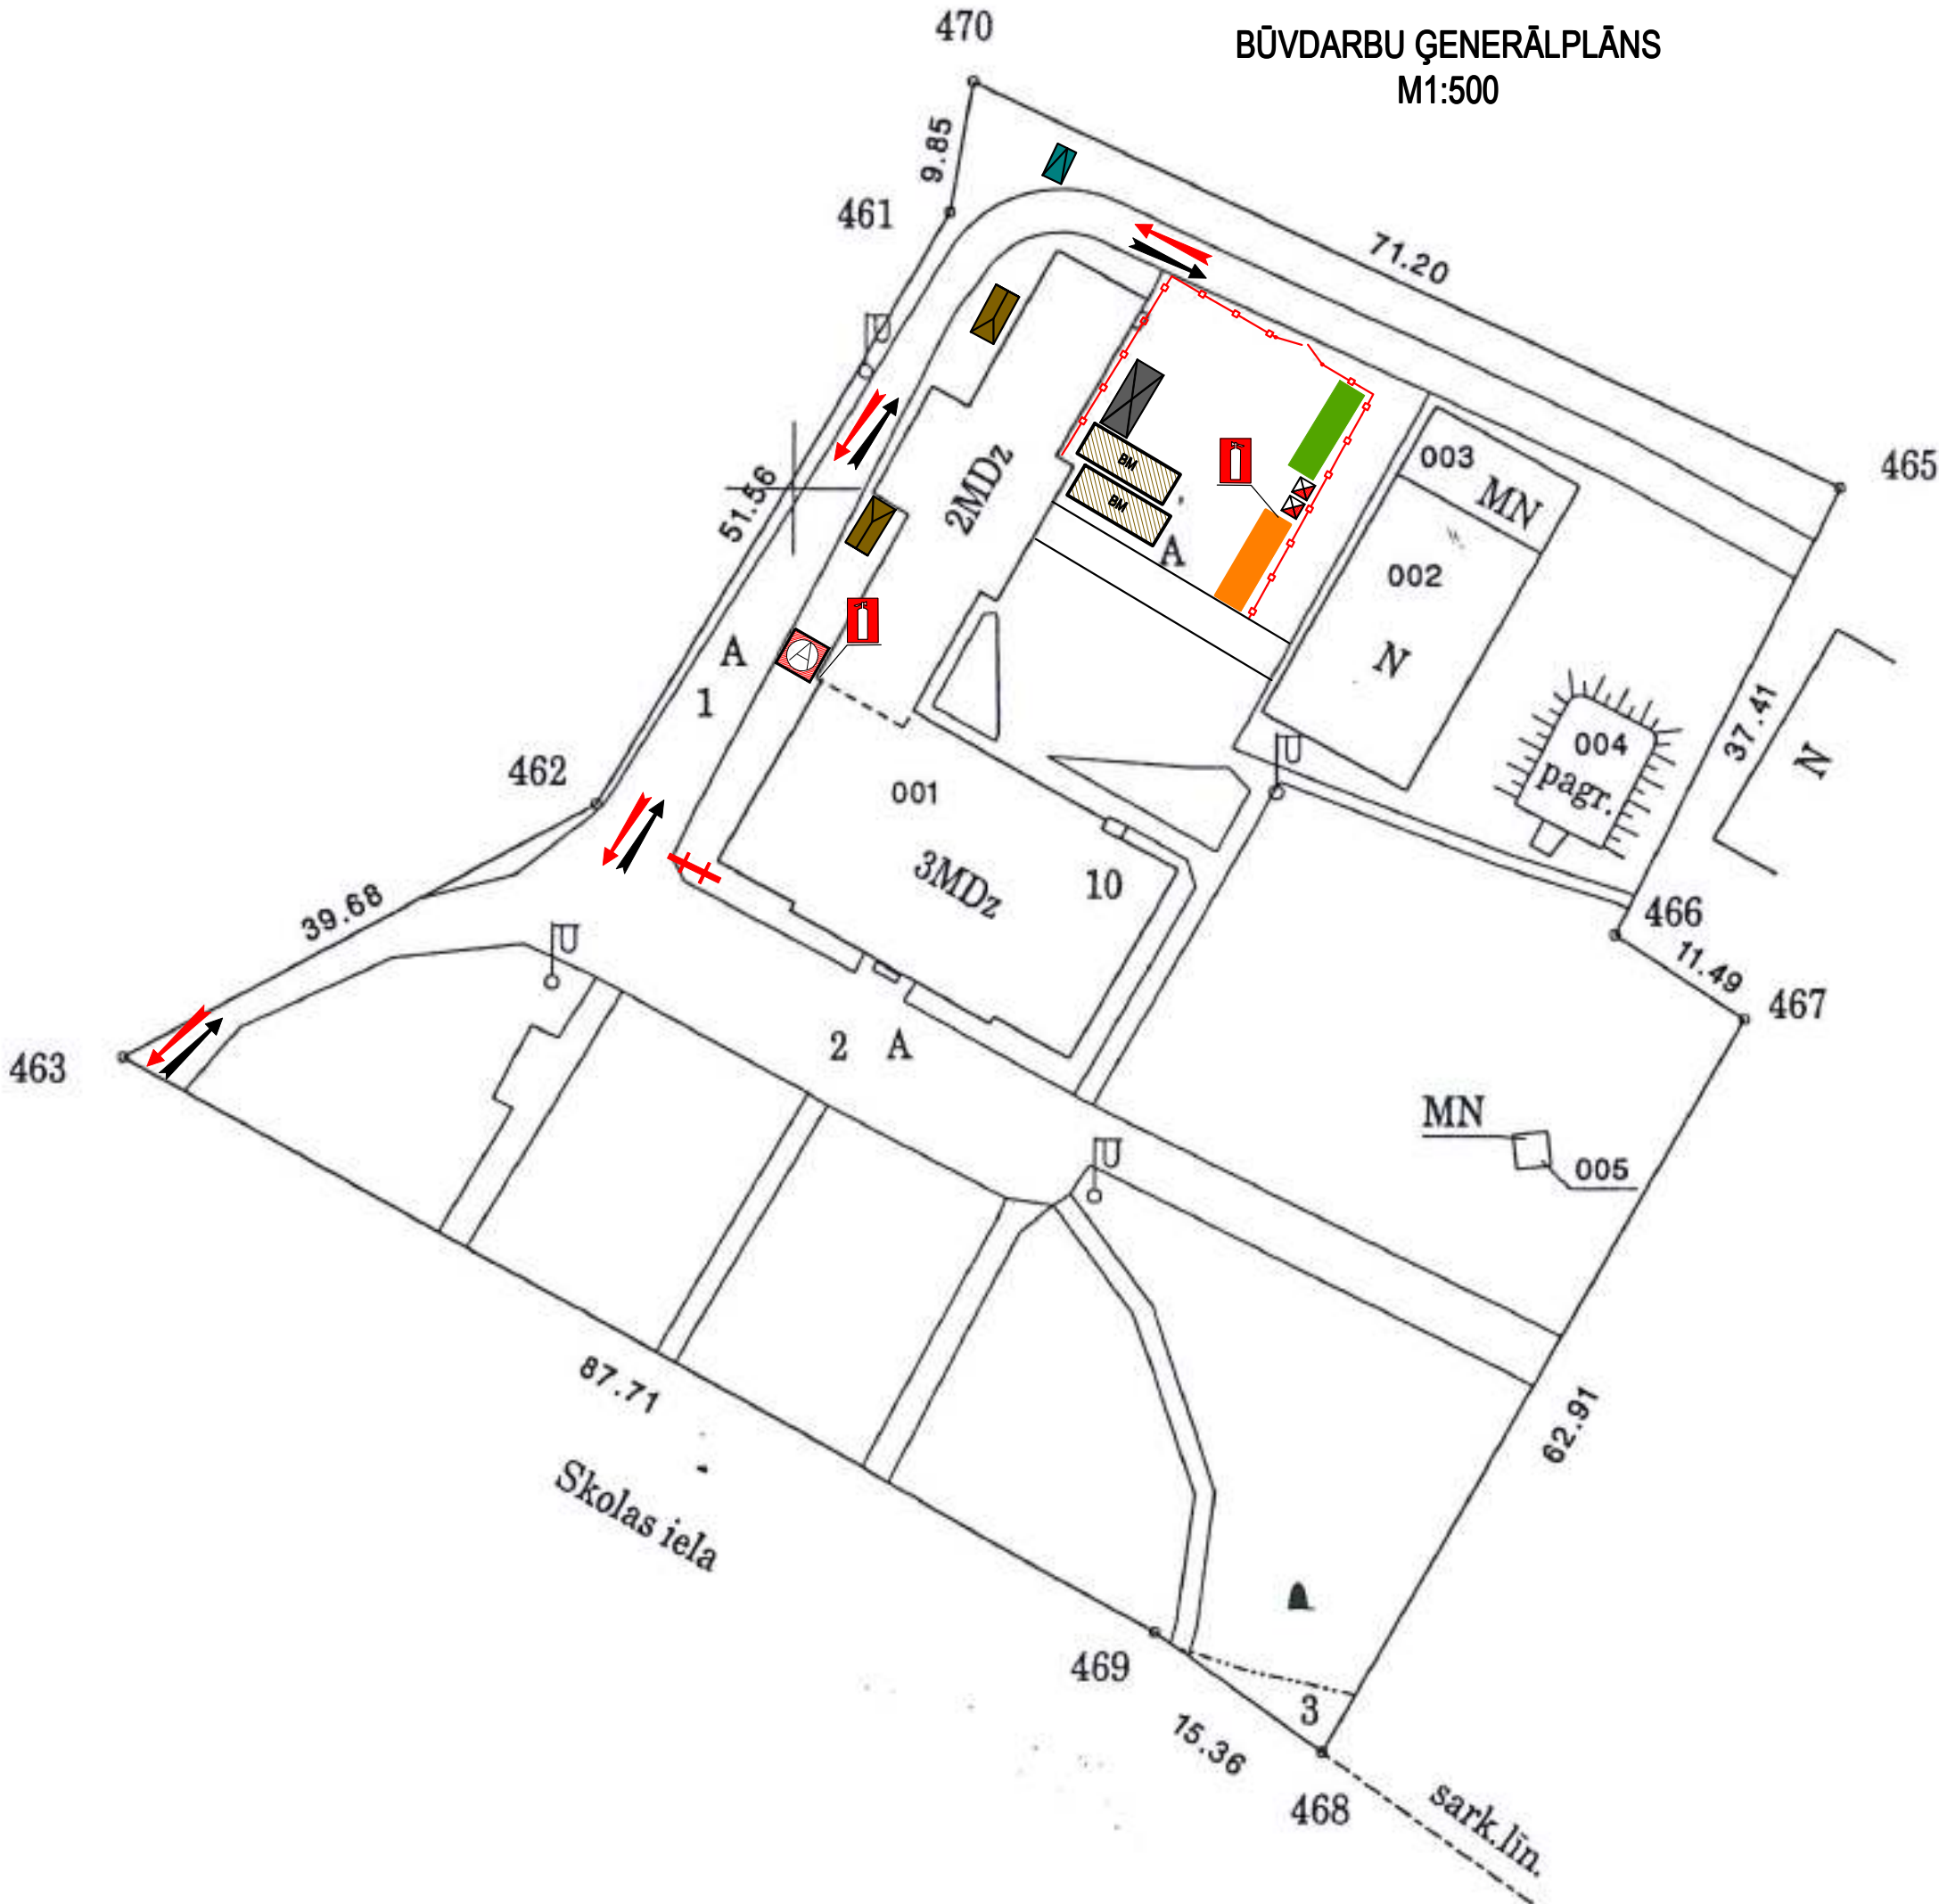 BŪVDARBU ĢENERĀLPLĀNS
M1:500
470
9.85
461
71.20
465
U
51.56
2MDz
BM
BM
A
003
MN
002
N
004
pagr.
37.41
N
A
1
462
U
001
3MDz
10
466
11.49
467
39.68
U
463
2 A
MN
005
U
87.71
Skolas iela
62.91
469
3
15.36
468
sark.līn.
A